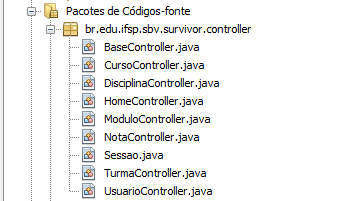 Pacotes de Códigos-fonte
br.edu.ifsp.sbv.survivor.controller
BaseController.java
CursoController.java
DisciplinaController.java
HomeController.java
ModuloController.java
NotaController.java
Sessao.java
TurmaController.java
UsuarioController.java